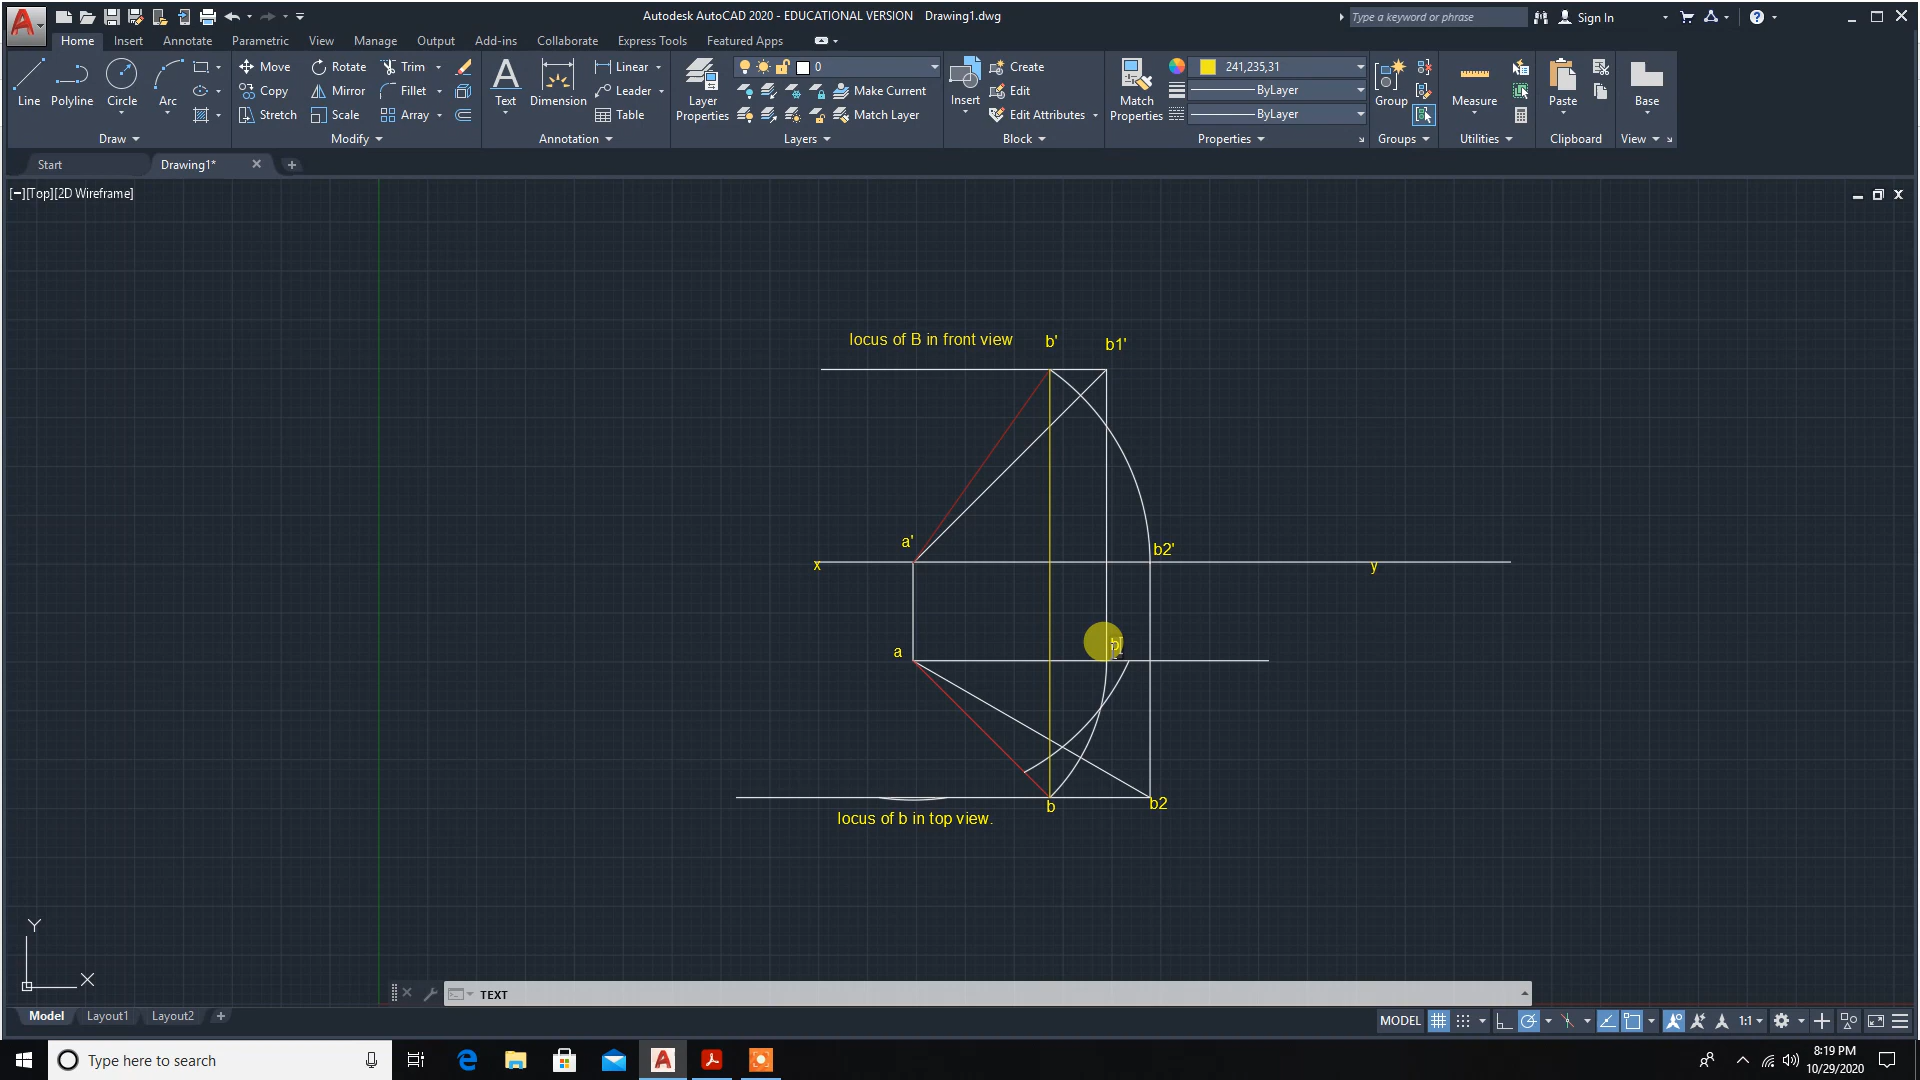 Autodesk AutoCAD 2020 - EDUCATIONAL VERSION Drawing1.dwg
Type a keyword or phrase
Sign In
Home Insert Annotate Parametric View Manage Output Add-ins Collaborate Express Tools Featured Apps
Line Polyline Circle Arc
Draw
Move Rotate Trim
Copy Mirror Fillet
Stretch Scale Array
Modify
Text Dimension
Linear
Leader
Table
Annotation
Layer Properties
0
Make Current
Match Layer
Layers
Insert
Create
Edit
Edit Attributes
Block
Match Properties
241,235,31
ByLayer
ByLayer
Properties
Group
Groups
Measure
Utilities
Paste
Clipboard
Base
View
Start Drawing1*
[−][Top][2D Wireframe]
locus of B in front view b' b1'
a' b2'
x y
b
a
b b2
locus of b in top view.
Y
X
TEXT
Model Layout1 Layout2
MODEL 1:1
Type here to search
8:19 PM
10/29/2020